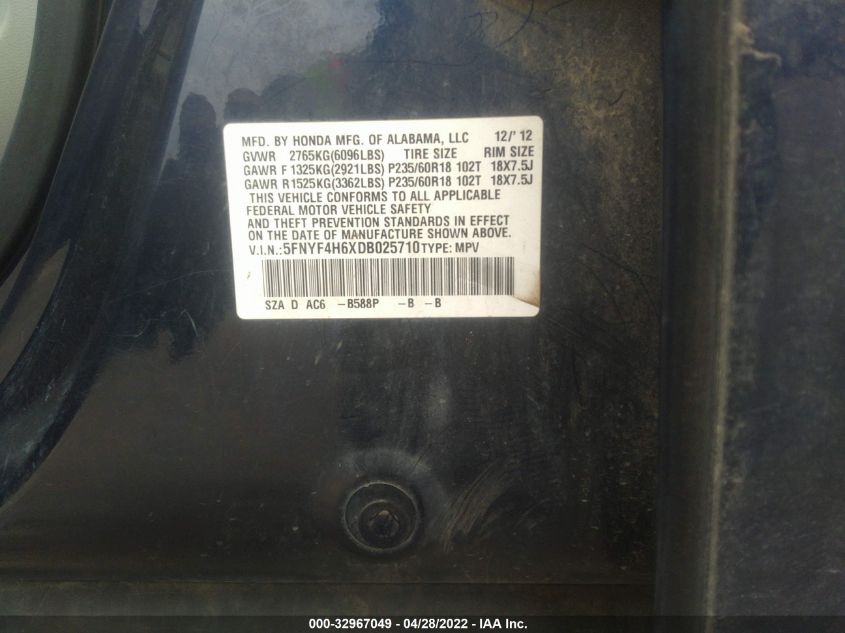 MFD. BY HONDA MFG. OF ALABAMA, LLC 12/'12
GVWR 2765KG(6096LBS) TIRE SIZE RIM SIZE
GAWR F 1325KG(2921LBS) P235/60R18 102T 18X7.5J
GAWR R1525KG(3362LBS) P235/60R18 102T 18X7.5J
THIS VEHICLE CONFORMS TO ALL APPLICABLE
FEDERAL MOTOR VEHICLE SAFETY
AND THEFT PREVENTION STANDARDS IN EFFECT
ON THE DATE OF MANUFACTURE SHOWN ABOVE.
V.I.N.:5FNYF4H6XDB025710 TYPE: MPV
SZA D AC6 -B588P -B -B
000-32967049 - 04/28/2022 - IAA Inc.